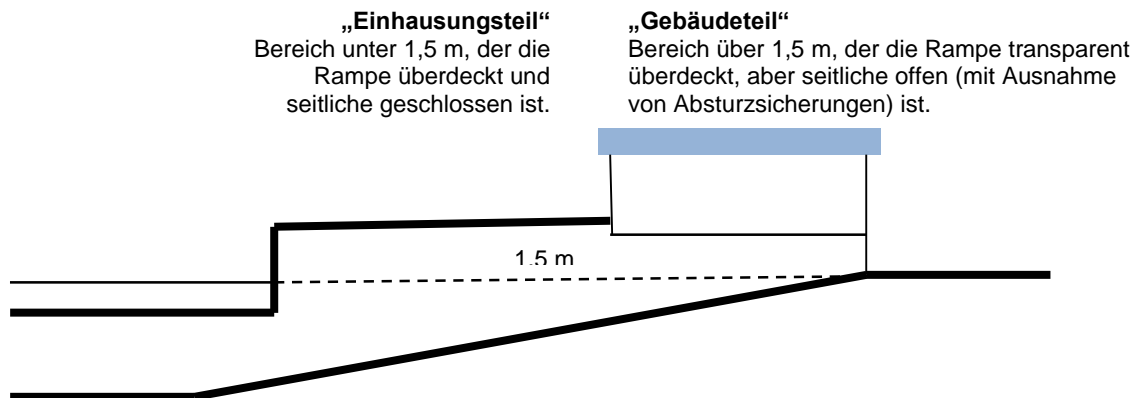 „Einhausungsteil“
Bereich unter 1,5 m, der die
Rampe überdeckt und
seitliche geschlossen ist.
„Gebäudeteil“
Bereich über 1,5 m, der die Rampe transparent
überdeckt, aber seitliche offen (mit Ausnahme
von Absturzsicherungen) ist.
1.5 m